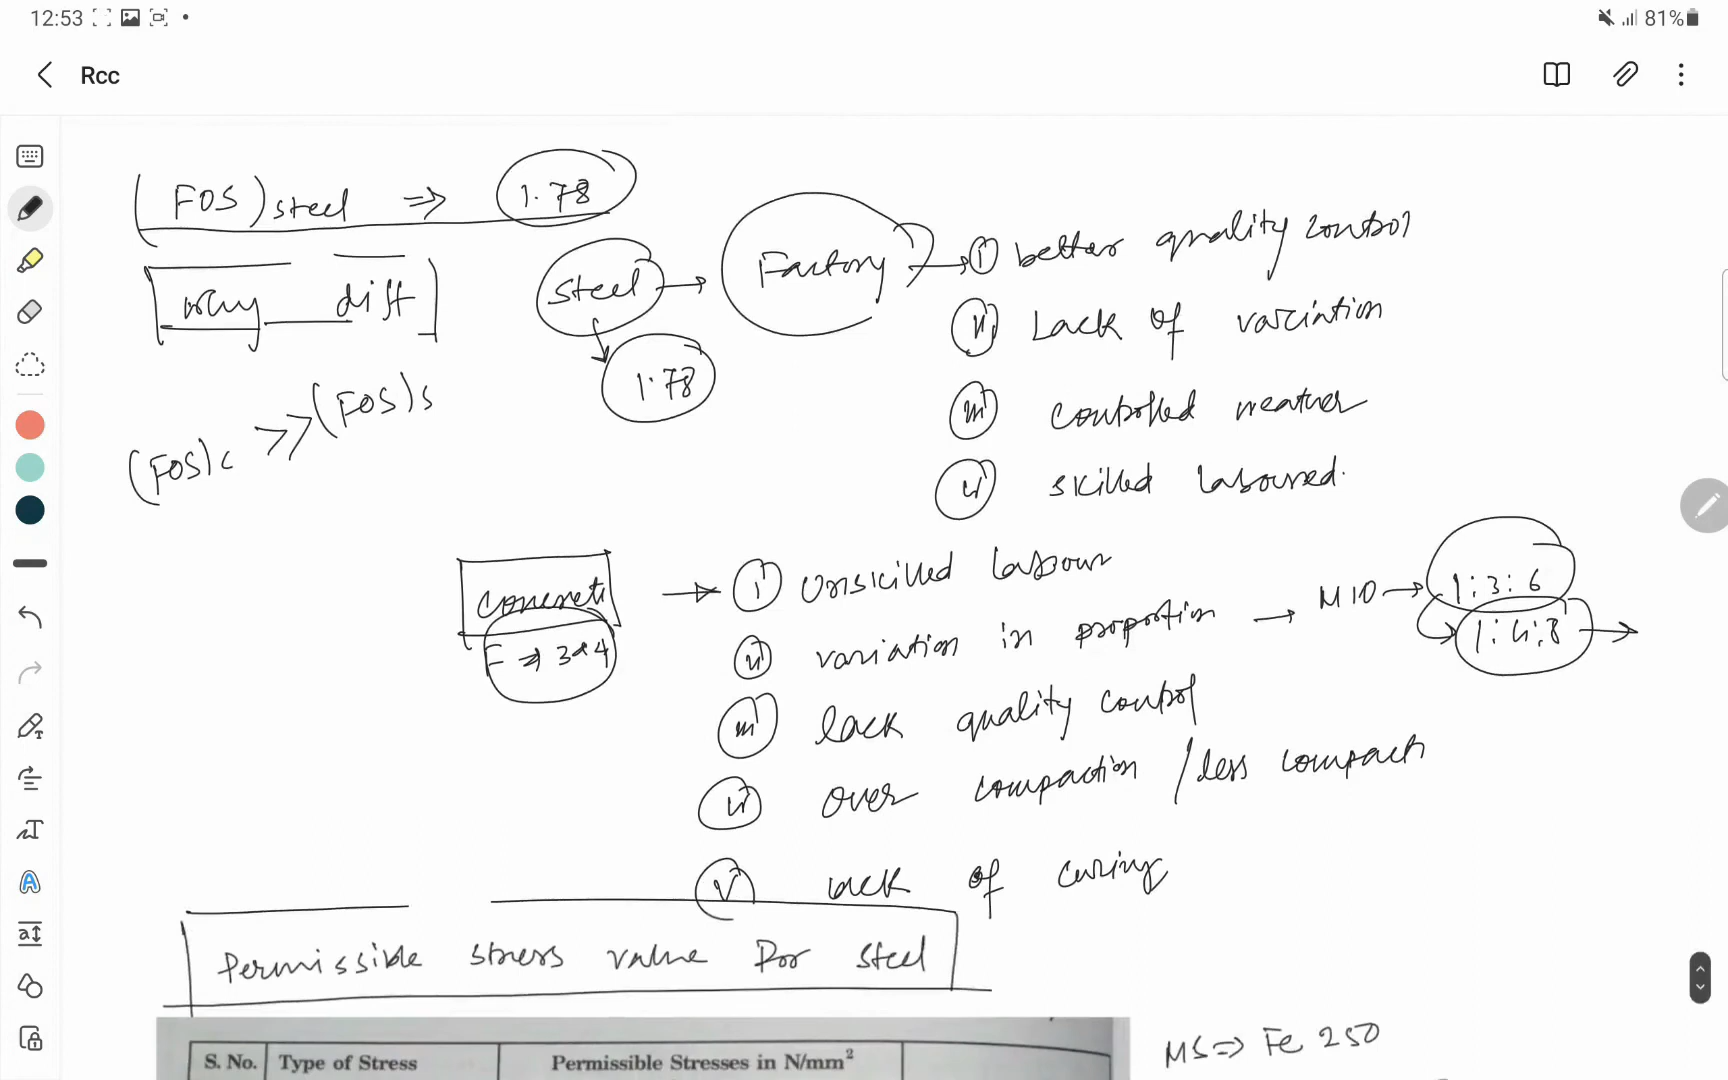 12:53
81%
Rcc
(FOS)steel ⇒ 1.78
Why diff
Steel → Factory → i better quality control
1.78
ii Lack of variation
iii Controlled weather
iv skilled laboured.
(FOS)c >> (FOS)s
Concrete → i Unskilled labour
F ⇒ 3
ii variation in proportion → M10 → 1:3:6
1:4:8 →
iii lack quality control
iv over compaction / less compact
v lack of curing
Permissible stress value for steel
S. No. Type of Stress Permissible Stresses in N/mm²
MS ⇒ Fe 250